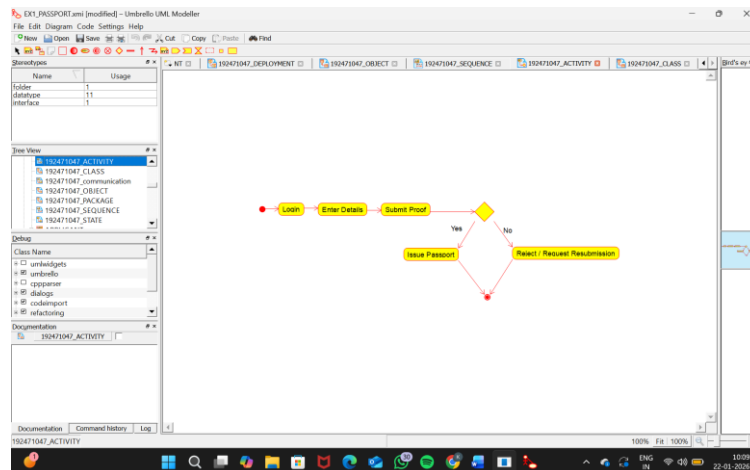 EX1_PASSPORT.xmi [modified] – Umbrello UML Modeller
File Edit Diagram Code Settings Help
New Open Save Cut Copy Paste Find
Stereotypes
Name Usage
folder 1
datatype 11
interface 1
NT 192471047_DEPLOYMENT 192471047_OBJECT 192471047_SEQUENCE 192471047_ACTIVITY 192471047_CLASS Bird's ey
Tree View
192471047_ACTIVITY
192471047_CLASS
192471047_communication
192471047_OBJECT
192471047_PACKAGE
192471047_SEQUENCE
192471047_STATE
Debug
Class Name
umlwidgets
umbrello
cppparser
dialogs
codeimport
refactoring
Documentation
192471047_ACTIVITY
Login Enter Details Submit Proof
Yes No
Issue Passport Reject / Request Resubmission
Documentation Command history Log
192471047_ACTIVITY 100% Fit 100%
ENG 10:09
IN 22-01-2026